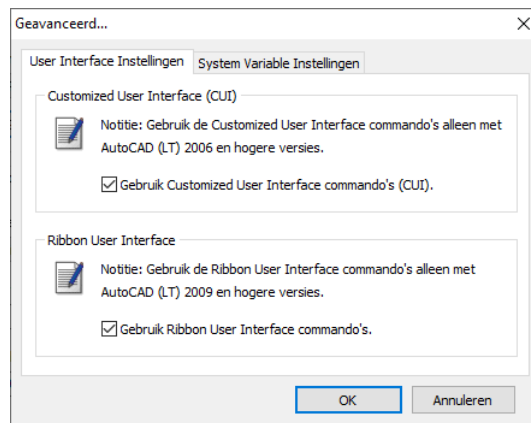 Geavanceerd...
User Interface Instellingen System Variable Instellingen
Customized User Interface (CUI)
Notitie: Gebruik de Customized User Interface commando's alleen met
AutoCAD (LT) 2006 en hogere versies.
Gebruik Customized User Interface commando's (CUI).
Ribbon User Interface
Notitie: Gebruik de Ribbon User Interface commando's alleen met
AutoCAD (LT) 2009 en hogere versies.
Gebruik Ribbon User Interface commando's.
OK Annuleren